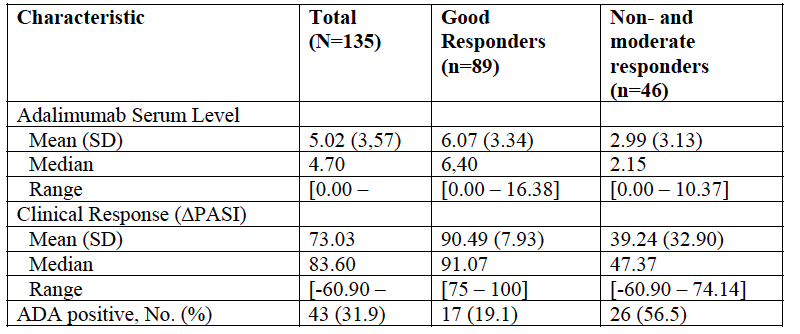 Characteristic Total (N=135) Good Responders (n=89) Non- and moderate responders (n=46)
Adalimumab Serum Level
Mean (SD) 5.02 (3,57) 6.07 (3.34) 2.99 (3.13)
Median 4.70 6,40 2.15
Range [0.00 – [0.00 – 16.38] [0.00 – 10.37]
Clinical Response (ΔPASI)
Mean (SD) 73.03 90.49 (7.93) 39.24 (32.90)
Median 83.60 91.07 47.37
Range [-60.90 – [75 – 100] [-60.90 – 74.14]
ADA positive, No. (%) 43 (31.9) 17 (19.1) 26 (56.5)